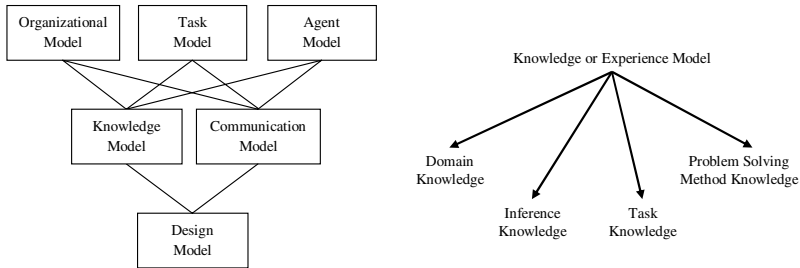 Organizational
Model
Task
Model
Agent
Model
Knowledge
Model
Communication
Model
Design
Model
Knowledge or Experience Model
Domain
Knowledge
Inference
Knowledge
Task
Knowledge
Problem Solving
Method Knowledge